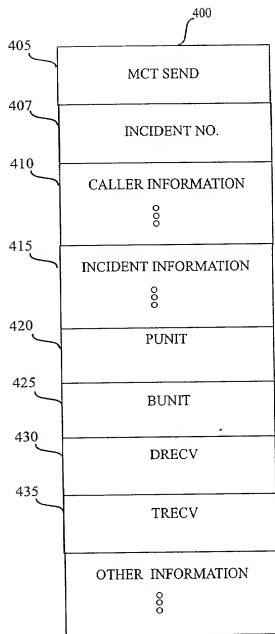 400
405
MCT SEND
407
INCIDENT NO.
410
CALLER INFORMATION
415
INCIDENT INFORMATION
420
PUNIT
425
BUNIT
430
DRECV
435
TRECV
OTHER INFORMATION